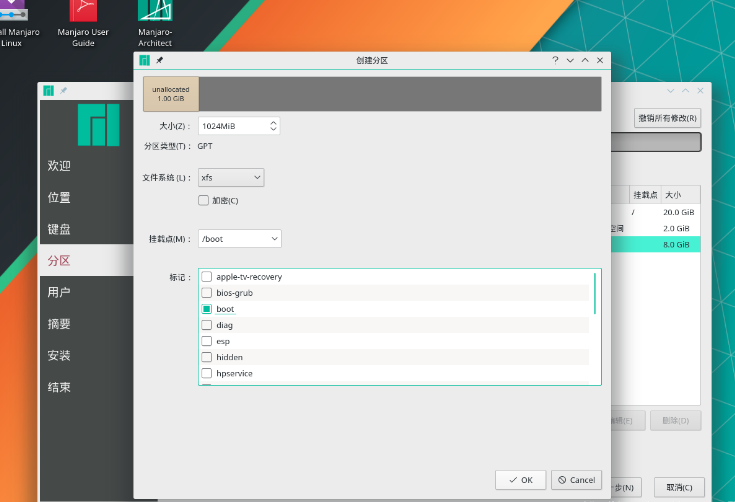 all Manjaro
Linux
Manjaro User
Guide
Manjaro-
Architect
创建分区
unallocated
1.00 GiB
大小(Z)：
1024MiB
分区类型(T)：
GPT
文件系统 (L)：
xfs
加密(C)
挂载点(M)：
/boot
标记：
apple-tv-recovery
bios-grub
boot
diag
esp
hidden
hpservice
OK
Cancel
欢迎
位置
键盘
分区
用户
摘要
安装
结束
撤销所有修改(R)
挂载点
大小
/
20.0 GiB
空间
2.0 GiB
8.0 GiB
编辑(E)
删除(D)
一步(N)
取消(C)